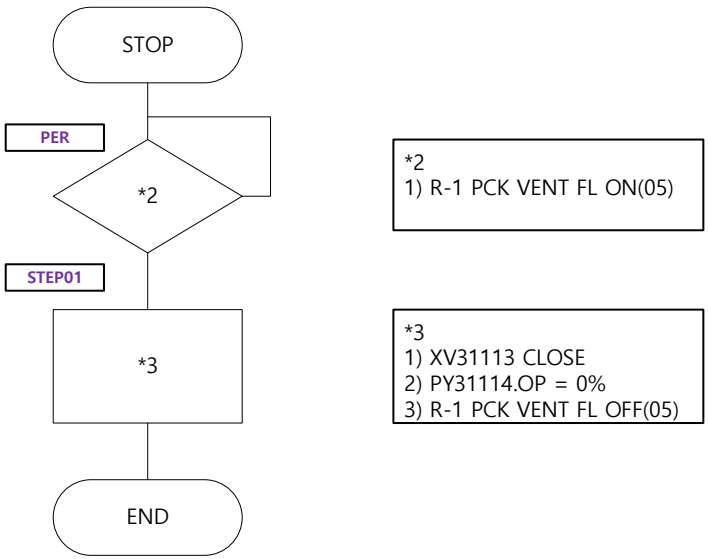 STOP
PER
*2
*2
1) R-1 PCK VENT FL ON(05)
STEP01
*3
*3
1) XV31113 CLOSE
2) PY31114.OP = 0%
3) R-1 PCK VENT FL OFF(05)
END